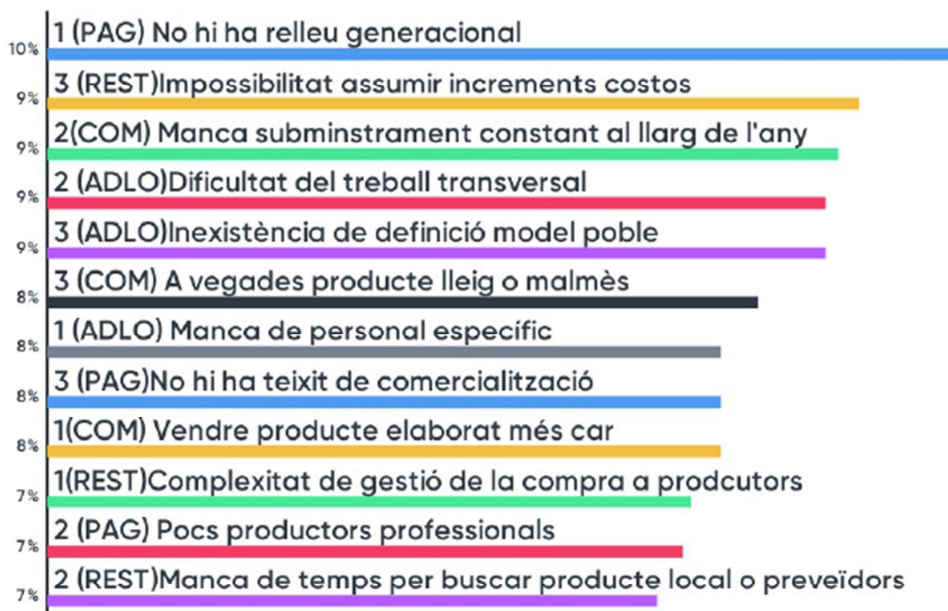 1 (PAG) No hi ha relleu generacional
10%
3 (REST)Impossibilitat assumir increments costos
9%
2(COM) Manca subminstrament constant al llarg de l'any
9%
2 (ADLO)Dificultat del treball transversal
9%
3 (ADLO)Inexistència de definició model poble
9%
3 (COM) A vegades producte lleig o malmès
8%
1 (ADLO) Manca de personal específic
8%
3 (PAG)No hi ha teixit de comercialització
8%
1(COM) Vendre producte elaborat més car
8%
1(REST)Complexitat de gestió de la compra a prodcutors
7%
2 (PAG) Pocs productors professionals
7%
2 (REST)Manca de temps per buscar producte local o preveïdors
7%